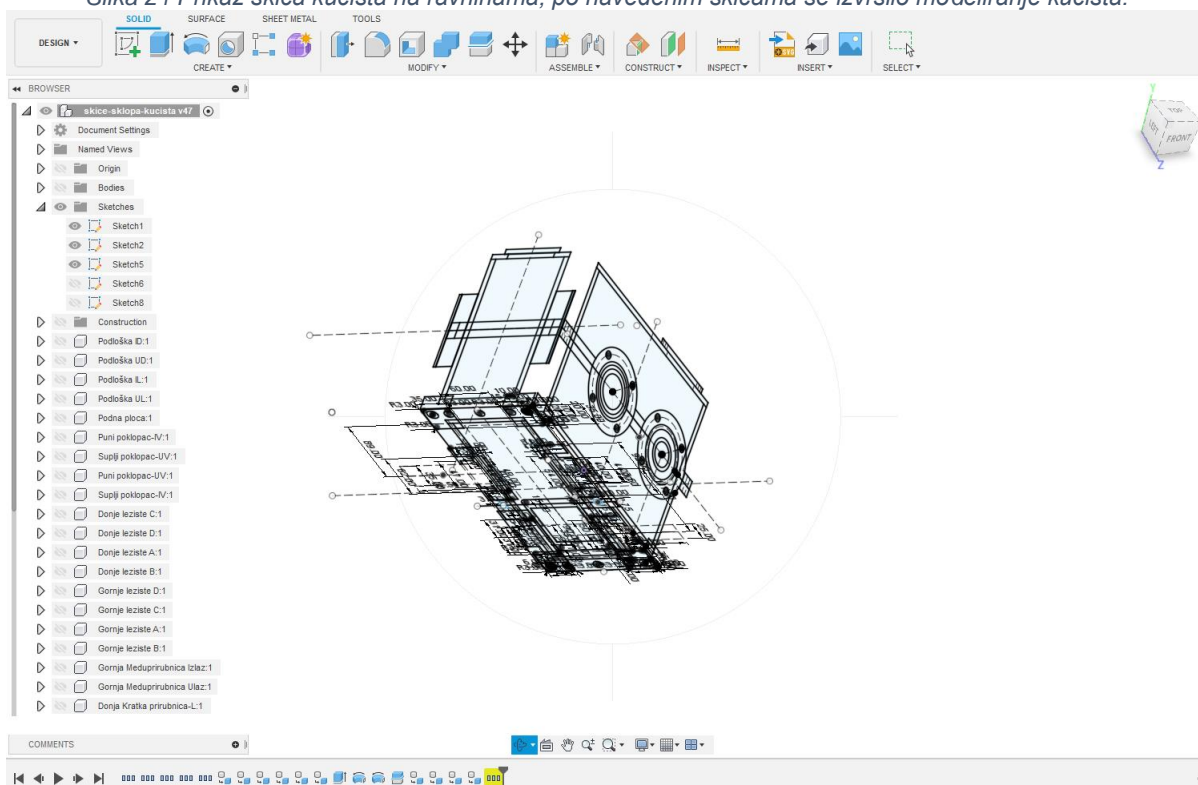 Slika 21 Prikaz skica kućišta na ravninama, po navedenim skicama se izvršilo modeliranje kućišta.
SOLID SURFACE SHEET METAL TOOLS
DESIGN
CREATE MODIFY ASSEMBLE CONSTRUCT INSPECT INSERT SELECT
BROWSER
skice-sklopa-kucista v47
Document Settings
Named Views
Origin
Bodies
Sketches
Sketch1
Sketch2
Sketch5
Sketch6
Sketch8
Construction
Podloška ID:1
Podloška UD:1
Podloška IL:1
Podloška UL:1
Podna ploca:1
Puni poklopac-IV:1
Suplji poklopac-UV:1
Puni poklopac-UV:1
Suplji poklopac-IV:1
Donje leziste C:1
Donje leziste D:1
Donje leziste A:1
Donje leziste B:1
Gornje leziste D:1
Gornje leziste C:1
Gornje leziste A:1
Gornje leziste B:1
Gornja Meduprirubnica Izlaz:1
Gornja Meduprirubnica Ulaz:1
Donja Kratka prirubnica-L:1
COMMENTS
Y
TOP
LEFT
FRONT
Z